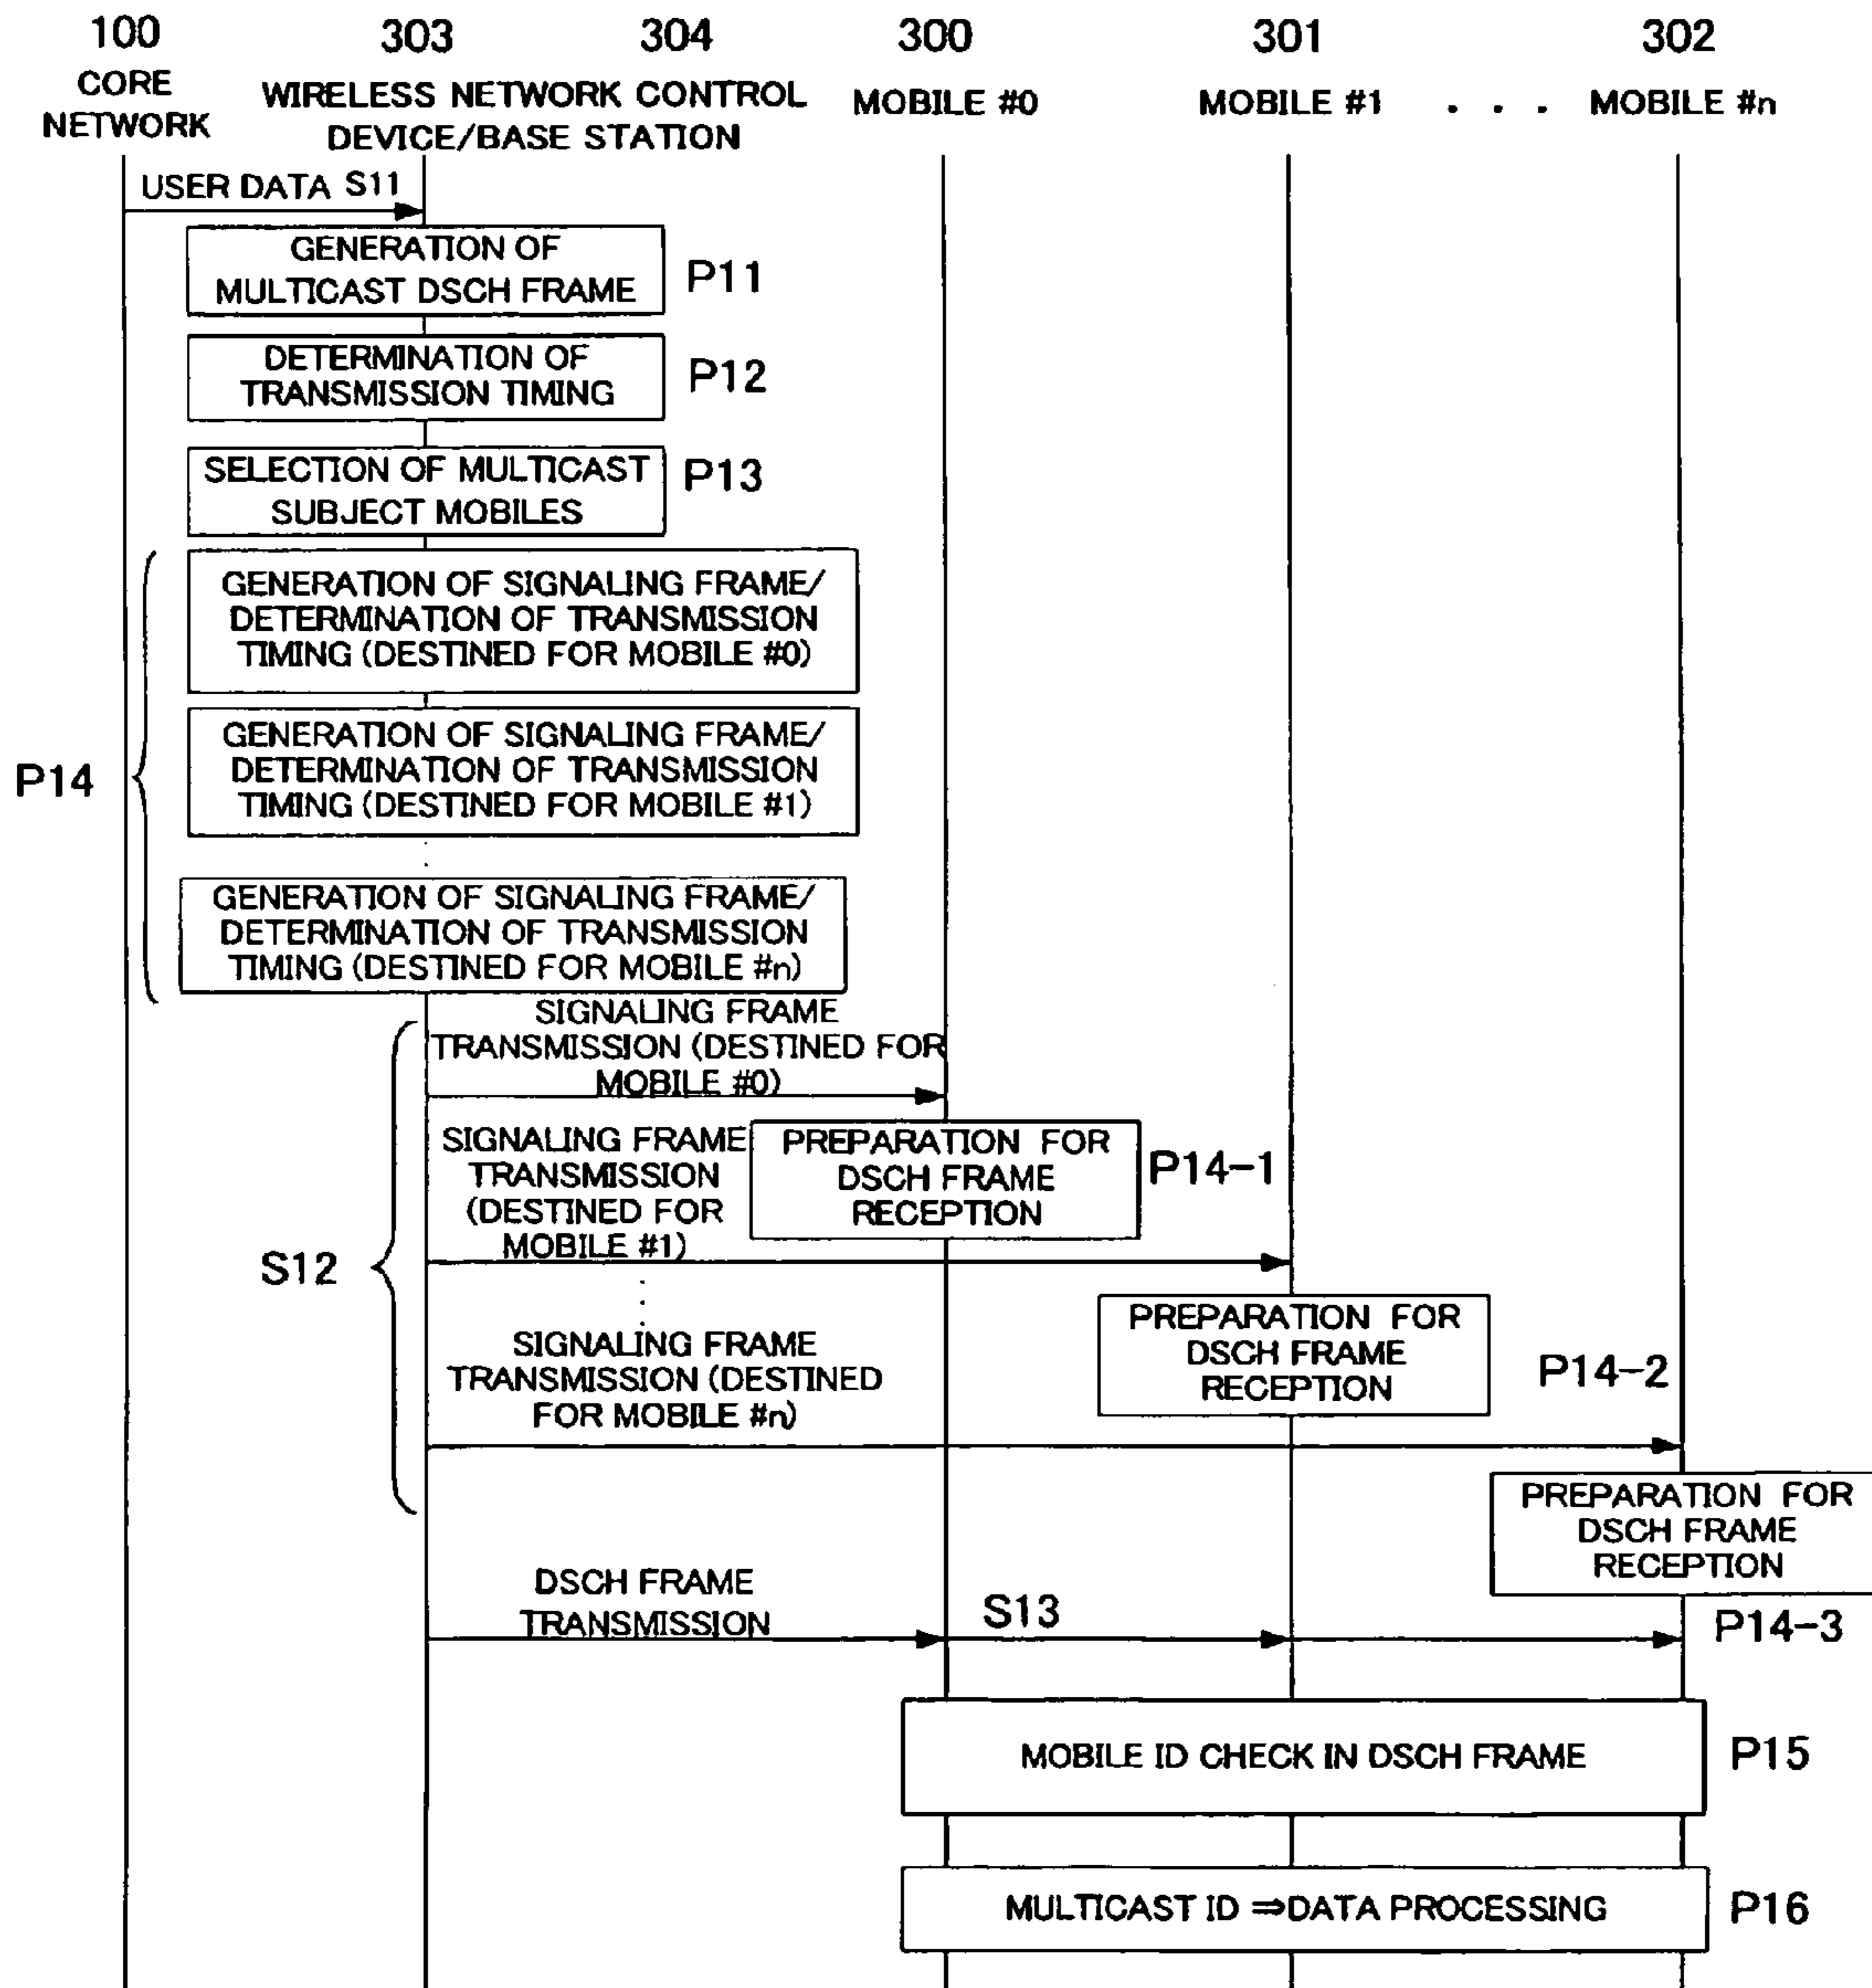 100 303 304 300 301 302
CORE
NETWORK
WIRELESS NETWORK CONTROL
DEVICE/BASE STATION
MOBILE #0
MOBILE #1
. . .
MOBILE #n
USER DATA S11
GENERATION OF
MULTICAST DSCH FRAME
P11
DETERMINATION OF
TRANSMISSION TIMING
P12
SELECTION OF MULTICAST
SUBJECT MOBILES
P13
P14
GENERATION OF SIGNALING FRAME/
DETERMINATION OF TRANSMISSION
TIMING (DESTINED FOR MOBILE #0)
GENERATION OF SIGNALING FRAME/
DETERMINATION OF TRANSMISSION
TIMING (DESTINED FOR MOBILE #1)
GENERATION OF SIGNALING FRAME/
DETERMINATION OF TRANSMISSION
TIMING (DESTINED FOR MOBILE #n)
S12
SIGNALING FRAME
TRANSMISSION (DESTINED FOR
MOBILE #0)
SIGNALING FRAME
TRANSMISSION
(DESTINED FOR
MOBILE #1)
PREPARATION FOR
DSCH FRAME
RECEPTION
P14-1
SIGNALING FRAME
TRANSMISSION (DESTINED
FOR MOBILE #n)
PREPARATION FOR
DSCH FRAME
RECEPTION
P14-2
PREPARATION FOR
DSCH FRAME
RECEPTION
P14-3
DSCH FRAME
TRANSMISSION
S13
MOBILE ID CHECK IN DSCH FRAME
P15
MULTICAST ID ⇒DATA PROCESSING
P16